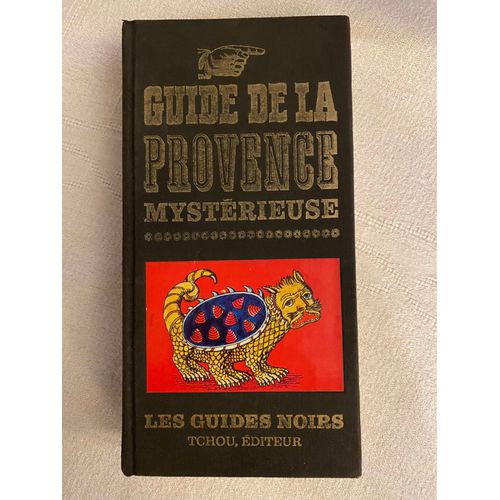 GUIDE DE LA
PROVENCE
MYSTÉRIEUSE
LES GUIDES NOIRS
TCHOU, ÉDITEUR